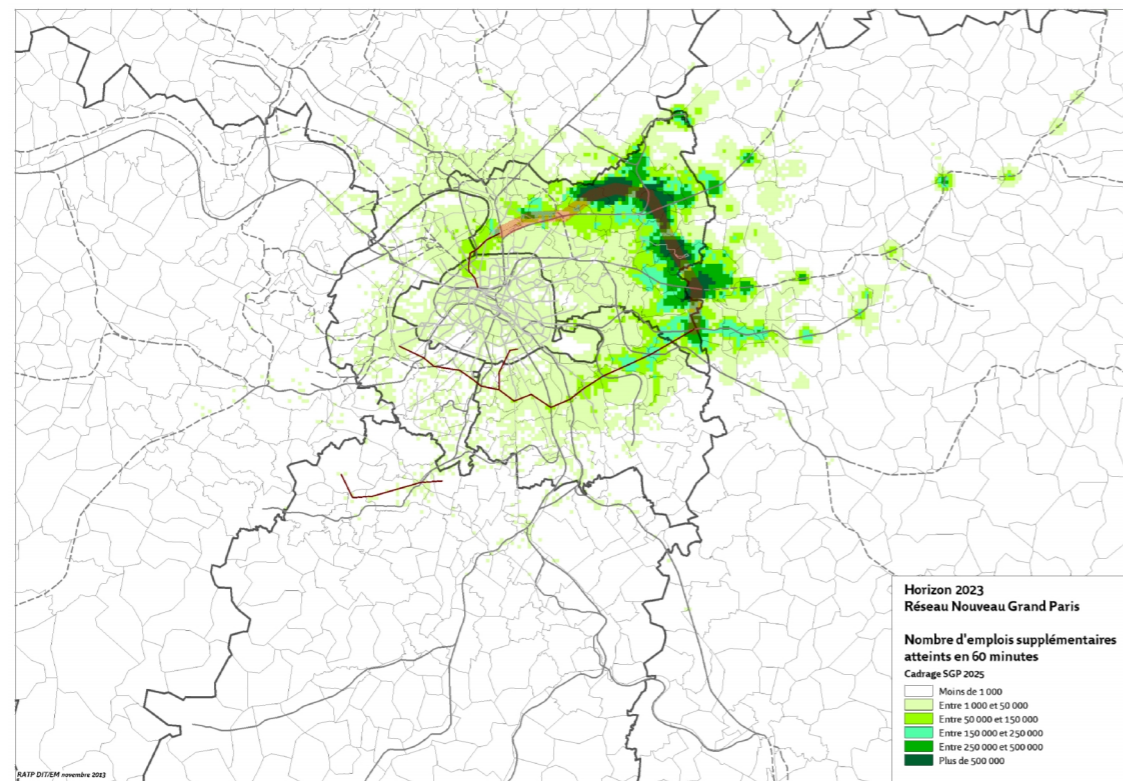 Horizon 2023
Réseau Nouveau Grand Paris
Nombre d'emplois supplémentaires
atteints en 60 minutes
Cadrage SGP 2025
Moins de 1 000
Entre 1 000 et 50 000
Entre 50 000 et 150 000
Entre 150 000 et 250 000
Entre 250 000 et 500 000
Plus de 500 000
RATP DIT/EM novembre 2013